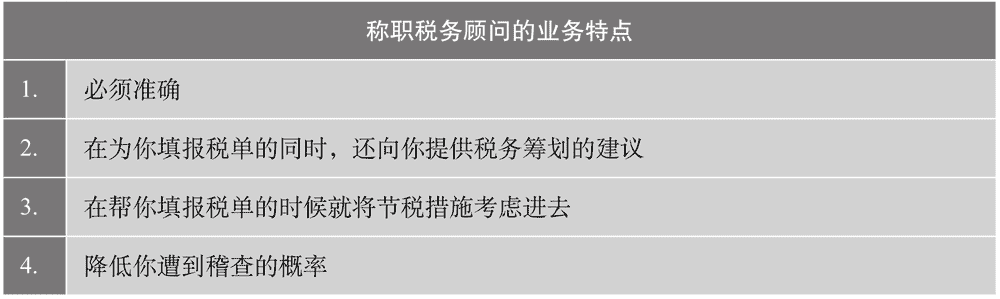 称职税务顾问的业务特点
1. 必须准确
2. 在为你填报税单的同时，还向你提供税务筹划的建议
3. 在帮你填报税单的时候就将节税措施考虑进去
4. 降低你遭到稽查的概率